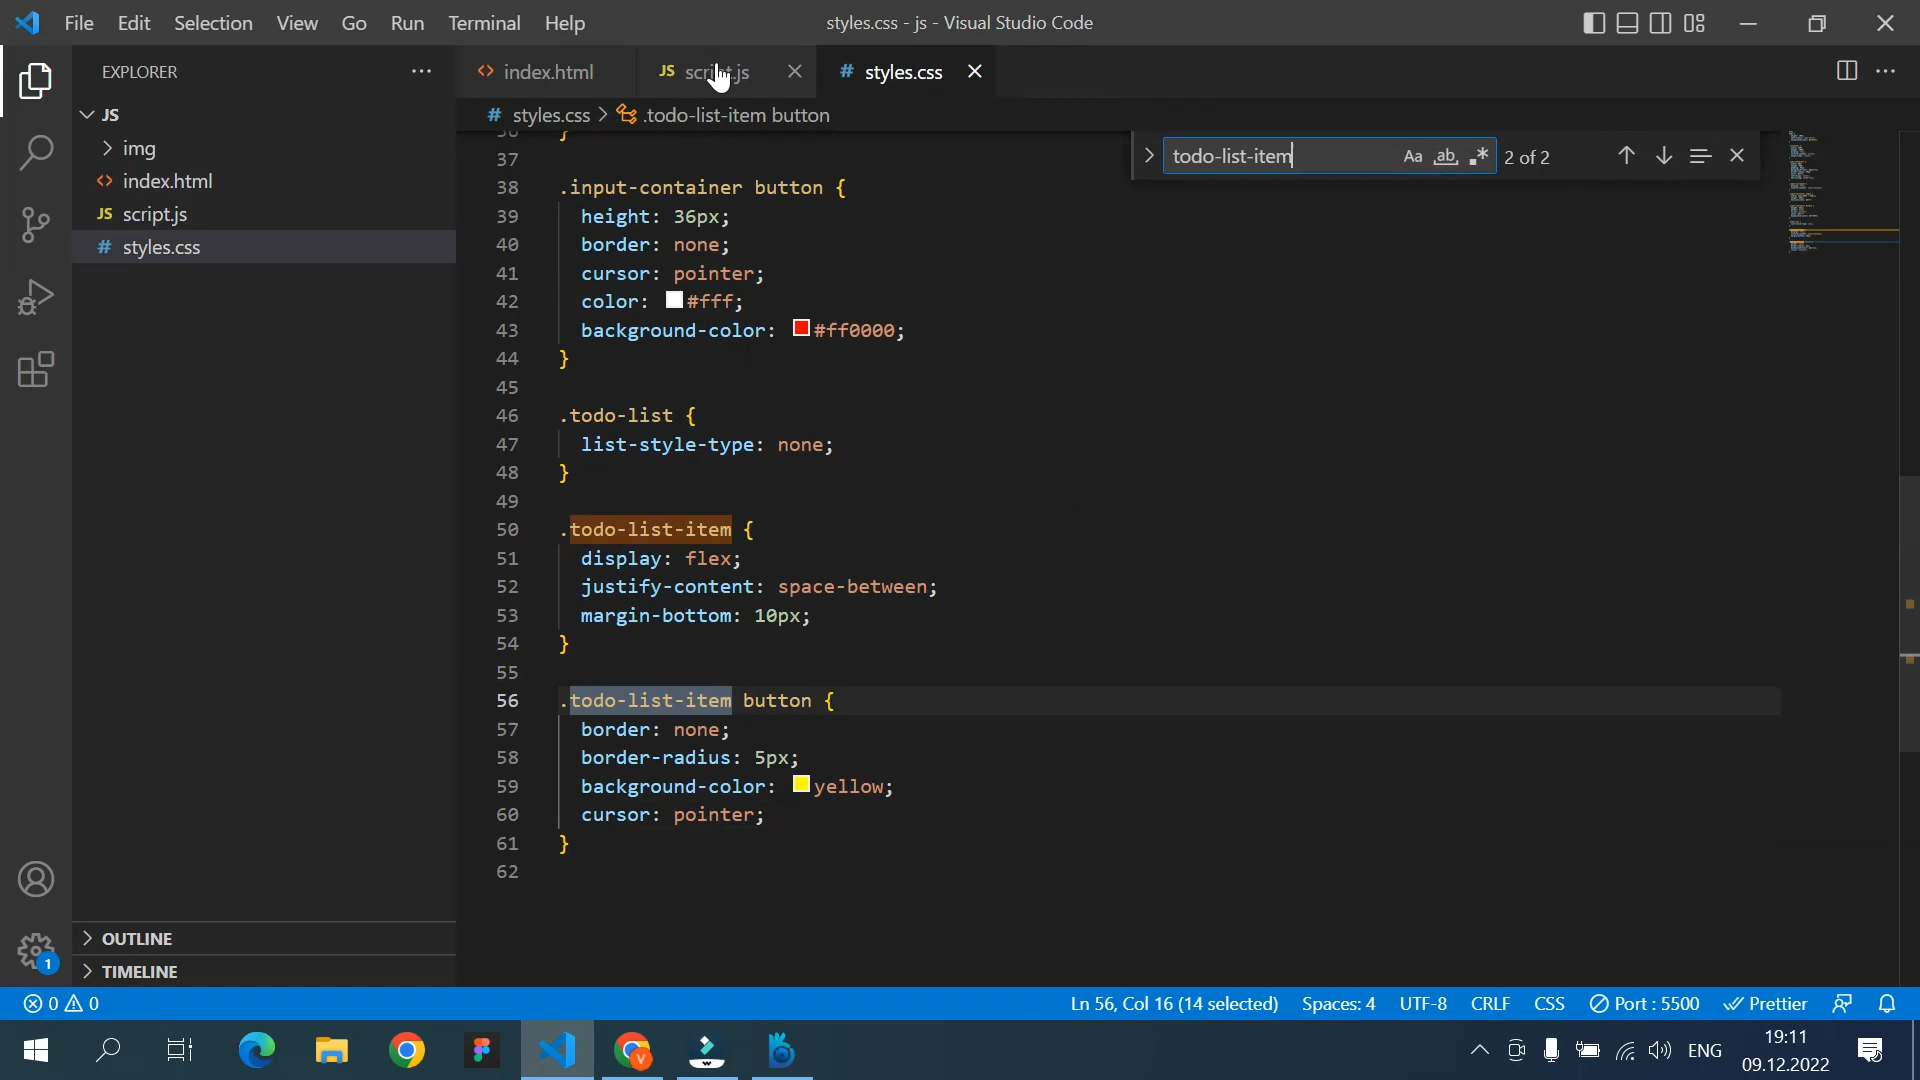 File Edit Selection View Go Run Terminal Help
styles.css - js - Visual Studio Code
EXPLORER
JS
img
index.html
JS script.js
# styles.css
OUTLINE
TIMELINE
index.html
JS script.js
# styles.css
# styles.css > .todo-list-item button
todo-list-item
Aa ab .*
2 of 2
36 }
37
38 .input-container button {
39 height: 36px;
40 border: none;
41 cursor: pointer;
42 color: #fff;
43 background-color: #ff0000;
44 }
45
46 .todo-list {
47 list-style-type: none;
48 }
49
50 .todo-list-item {
51 display: flex;
52 justify-content: space-between;
53 margin-bottom: 10px;
54 }
55
56 .todo-list-item button {
57 border: none;
58 border-radius: 5px;
59 background-color: yellow;
60 cursor: pointer;
61 }
62
1
0 0
Ln 56, Col 16 (14 selected) Spaces: 4 UTF-8 CRLF CSS Port : 5500 Prettier
V
ENG
19:11
09.12.2022